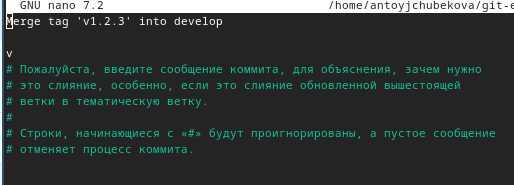 GNU nano 7.2 /home/antoyjchubekova/git-e
Merge tag 'v1.2.3' into develop
v
# Пожалуйста, введите сообщение коммита, для объяснения, зачем нужно
# это слияние, особенно, если это слияние обновленной вышестоящей
# ветки в тематическую ветку.
#
# Строки, начинающиеся с «#» будут проигнорированы, а пустое сообщение
# отменяет процесс коммита.